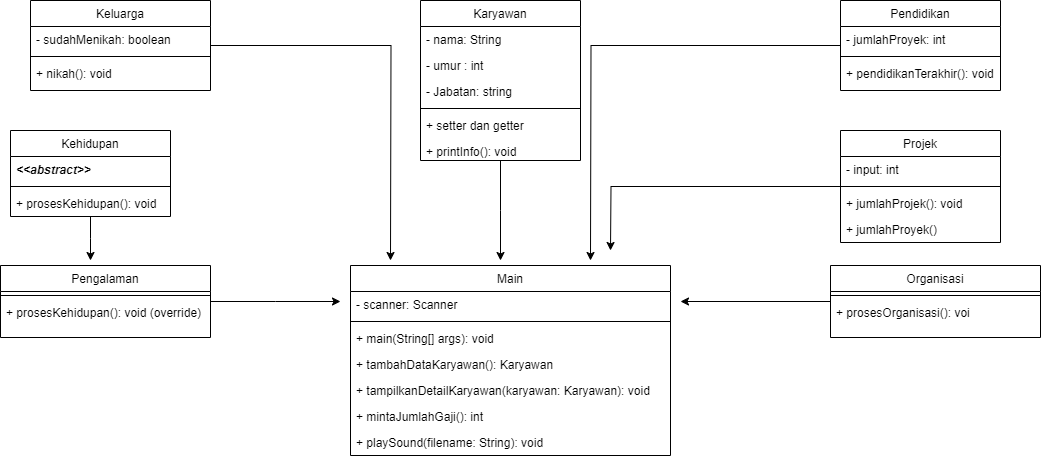 Keluarga
- sudahMenikah: boolean
+ nikah(): void
Karyawan
- nama: String
- umur : int
- Jabatan: string
+ setter dan getter
+ printInfo(): void
Pendidikan
- jumlahProyek: int
+ pendidikanTerakhir(): void
Kehidupan
<<abstract>>
+ prosesKehidupan(): void
Projek
- input: int
+ jumlahProjek(): void
+ jumlahProyek()
Pengalaman
+ prosesKehidupan(): void (override)
Main
- scanner: Scanner
+ main(String[] args): void
+ tambahDataKaryawan(): Karyawan
+ tampilkanDetailKaryawan(karyawan: Karyawan): void
+ mintaJumlahGaji(): int
+ playSound(filename: String): void
Organisasi
+ prosesOrganisasi(): voi